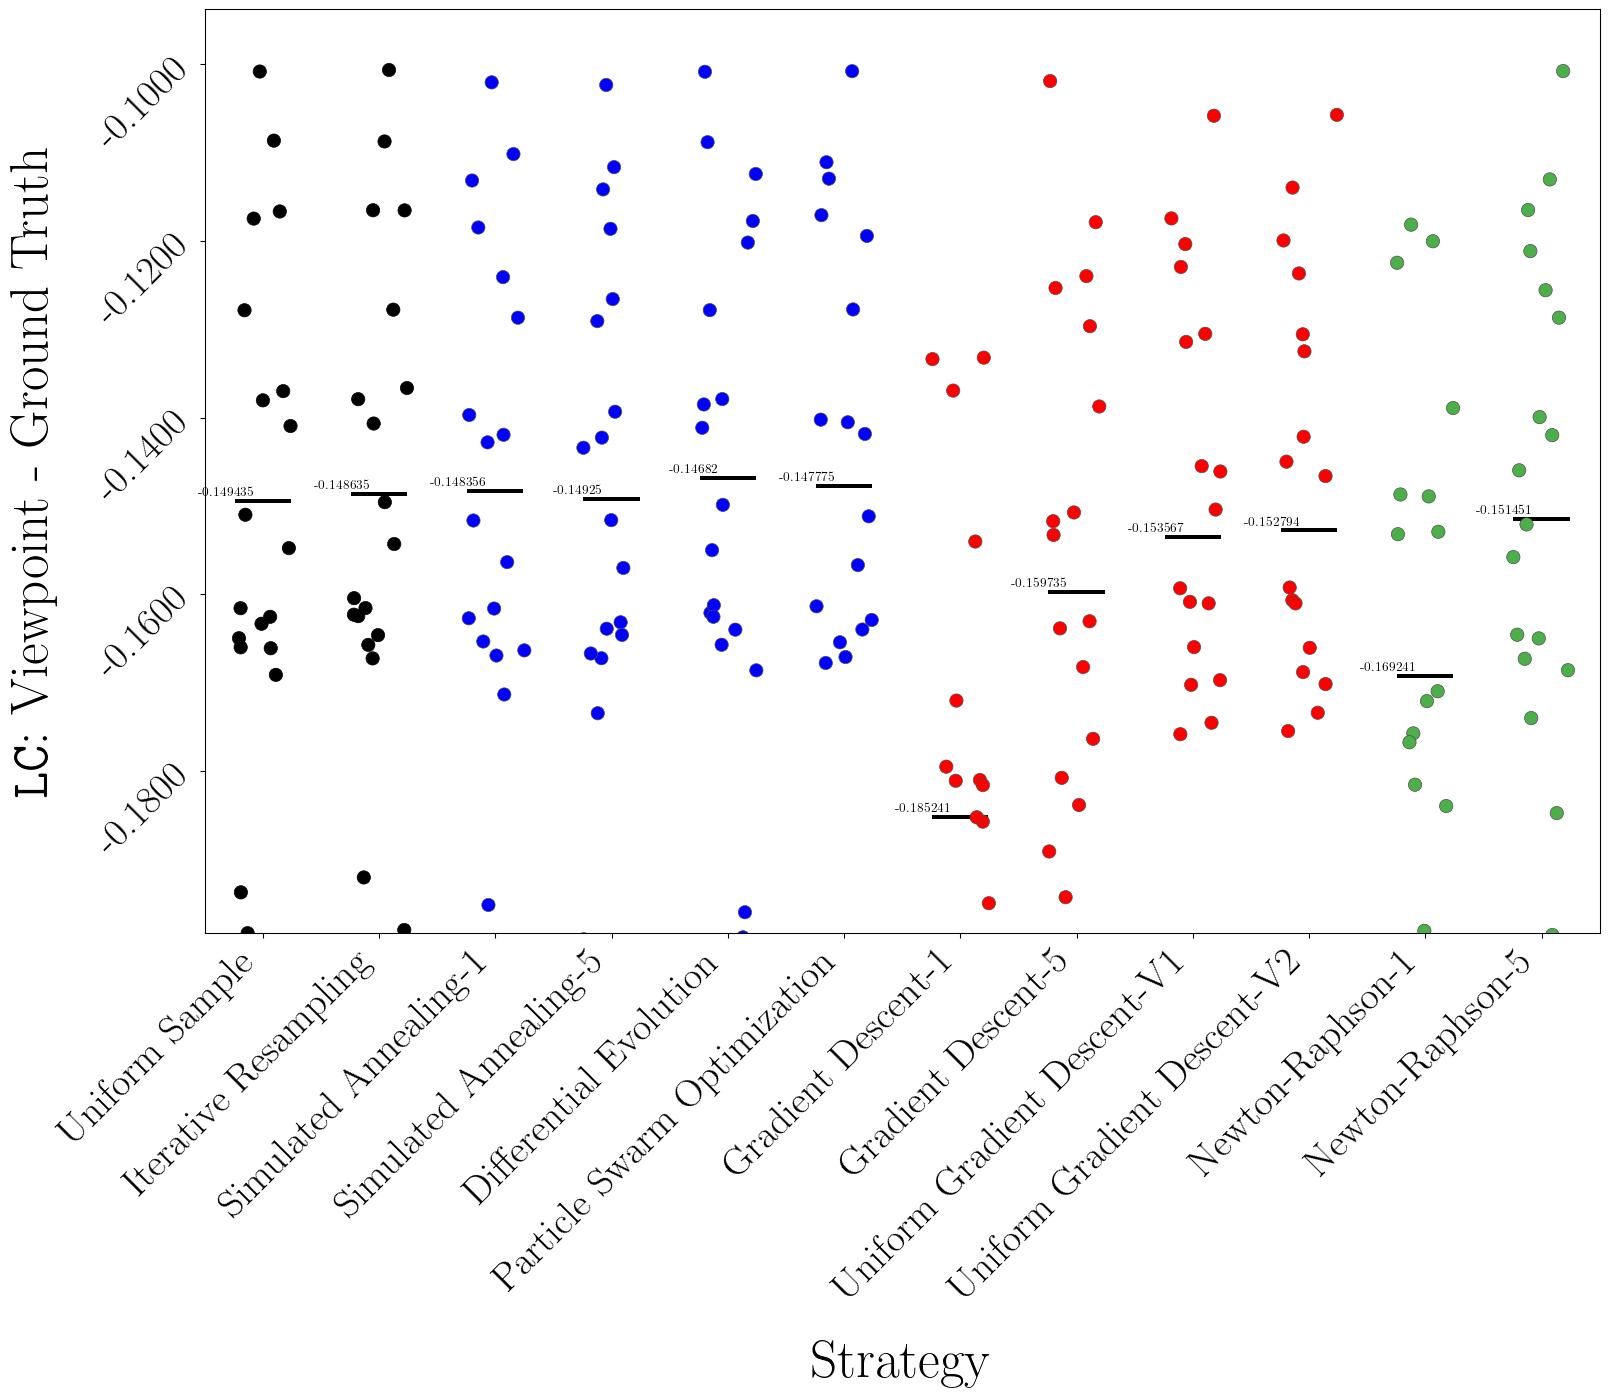 LC: Viewpoint - Ground Truth
-0.1000
-0.1200
-0.1400
-0.1600
-0.1800
-0.149435
-0.148635
-0.148356
-0.14925
-0.14682
-0.147775
-0.185241
-0.159735
-0.153567
-0.152794
-0.169241
-0.151451
Uniform Sample
Iterative Resampling
Simulated Annealing-1
Simulated Annealing-5
Differential Evolution
Particle Swarm Optimization
Gradient Descent-1
Gradient Descent-5
Uniform Gradient Descent-V1
Uniform Gradient Descent-V2
Newton-Raphson-1
Newton-Raphson-5
Strategy